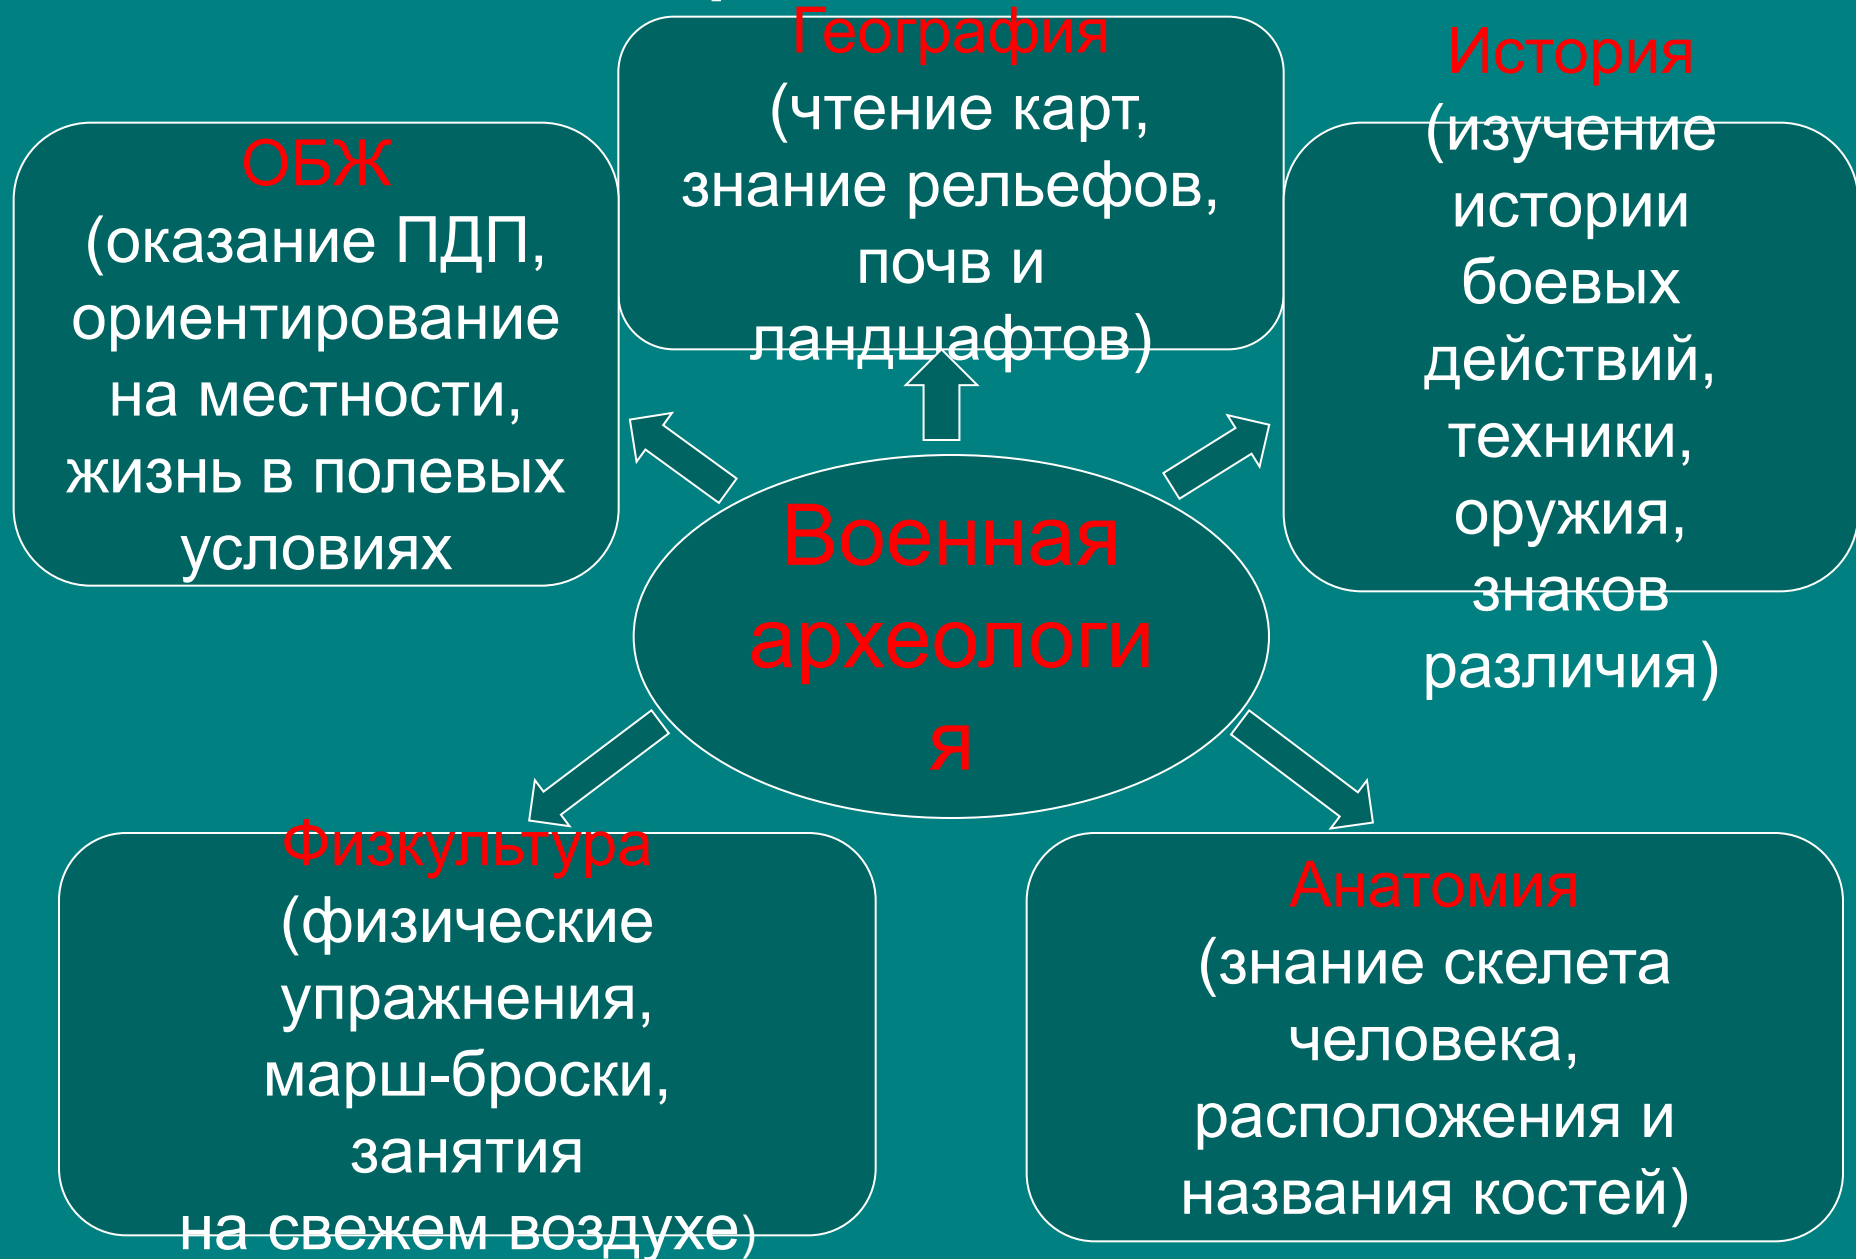 География
(чтение карт,
знание рельефов,
почв и
ландшафтов)
История
(изучение
истории
боевых
действий,
техники,
оружия,
знаков
различия)
ОБЖ
(оказание ПДП,
ориентирование
на местности,
жизнь в полевых
условиях
Военная
археологи
я
Физкультура
(физические
упражнения,
марш-броски,
занятия
на свежем воздухе)
Анатомия
(знание скелета
человека,
расположения и
названия костей)